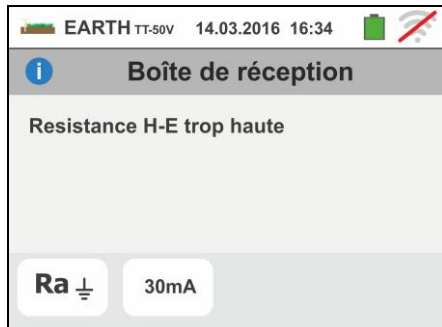 EARTH TT-50V 14.03.2016 16:34
i Boîte de réception
Resistance H-E trop haute
Ra 30mA